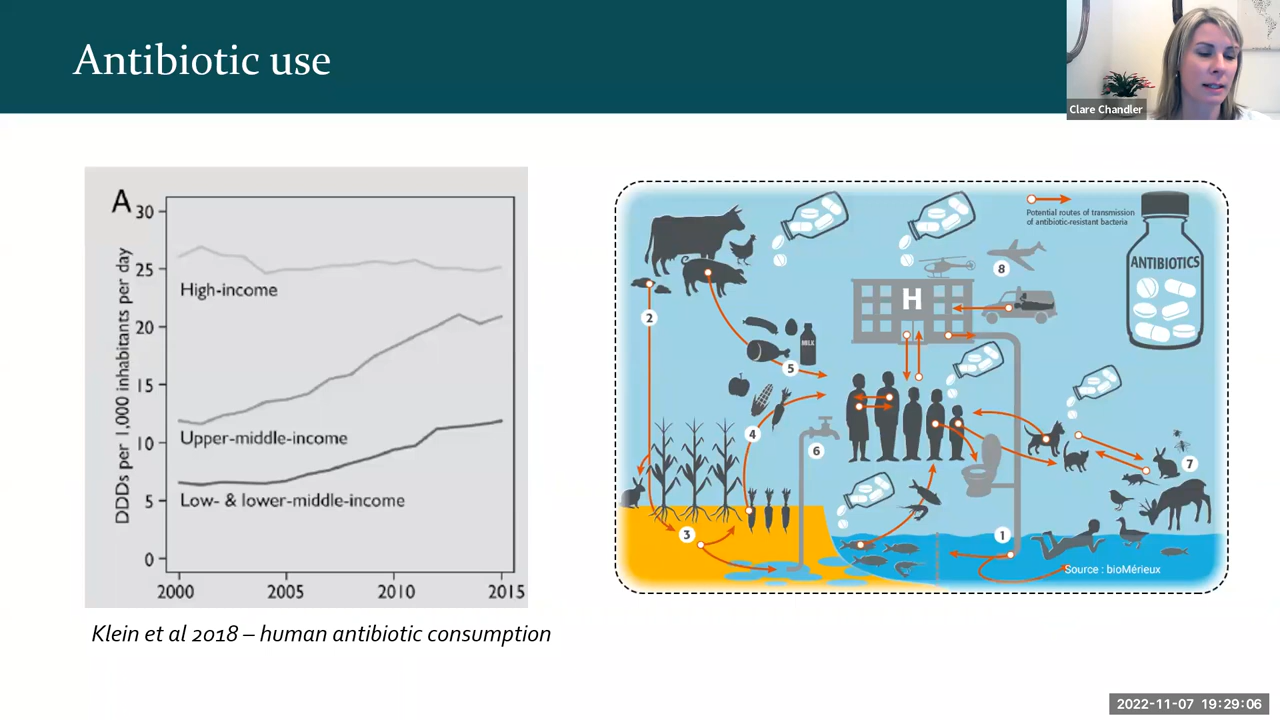 Antibiotic use
Clare Chandler
A
30
25
20
15
10
5
0
DDDs per 1,000 inhabitants per day
High-income
Upper-middle-income
Low- & lower-middle-income
2000
2005
2010
2015
Klein et al 2018 – human antibiotic consumption
Potential routes of transmission
of antibiotic-resistant bacteria
ANTIBIOTICS
8
H
2
MILK
5
4
6
7
3
1
Source : bioMérieux
2022-11-07 19:29:06